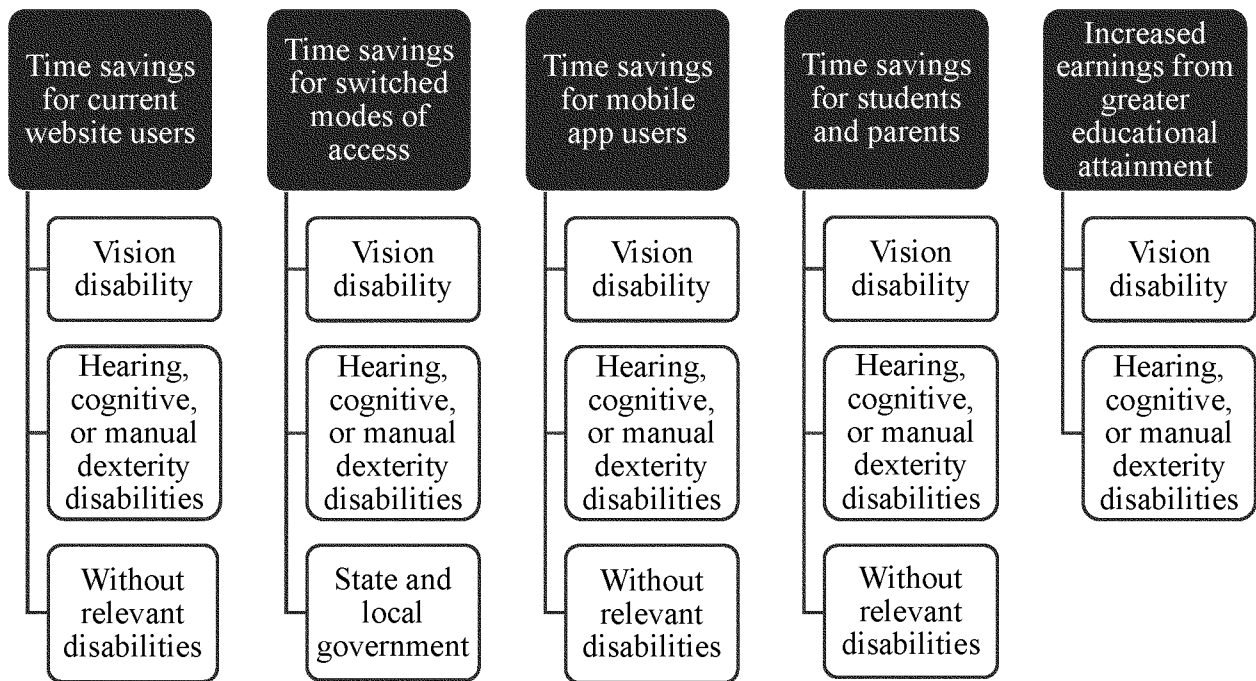 Time savings
for current
website users
Vision
disability
Hearing,
cognitive,
or manual
dexterity
disabilities
Without
relevant
disabilities
Time savings
for switched
modes of
access
Vision
disability
Hearing,
cognitive,
or manual
dexterity
disabilities
State and
local
government
Time savings
for mobile
app users
Vision
disability
Hearing,
cognitive,
or manual
dexterity
disabilities
Without
relevant
disabilities
Time savings
for students
and parents
Vision
disability
Hearing,
cognitive,
or manual
dexterity
disabilities
Without
relevant
disabilities
Increased
earnings from
greater
educational
attainment
Vision
disability
Hearing,
cognitive,
or manual
dexterity
disabilities